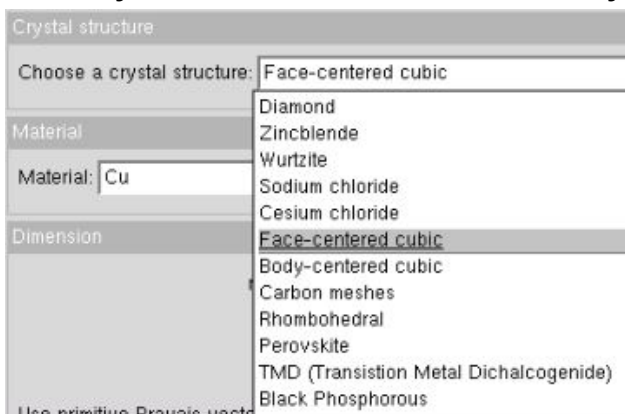 Crystal structure
Choose a crystal structure: Face-centered cubic
Diamond
Zincblende
Material
Wurtzite
Material: Cu
Sodium chloride
Cesium chloride
Dimension
Face-centered cubic
Body-centered cubic
Carbon meshes
Rhombohedral
Perovskite
TMD (Transistion Metal Dichalcogenide)
Black Phosphorous